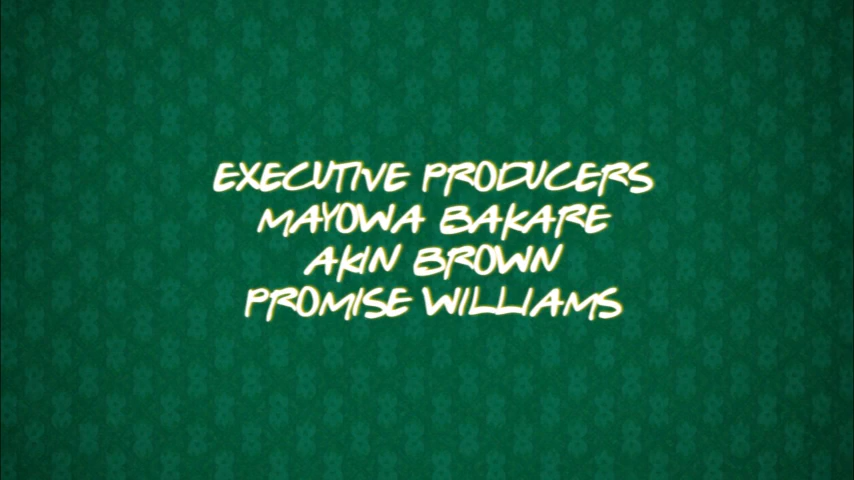 EXECUTIVE PRODUCERS
MAYOWA BAKARE
AKIN BROWN
PROMISE WILLIAMS